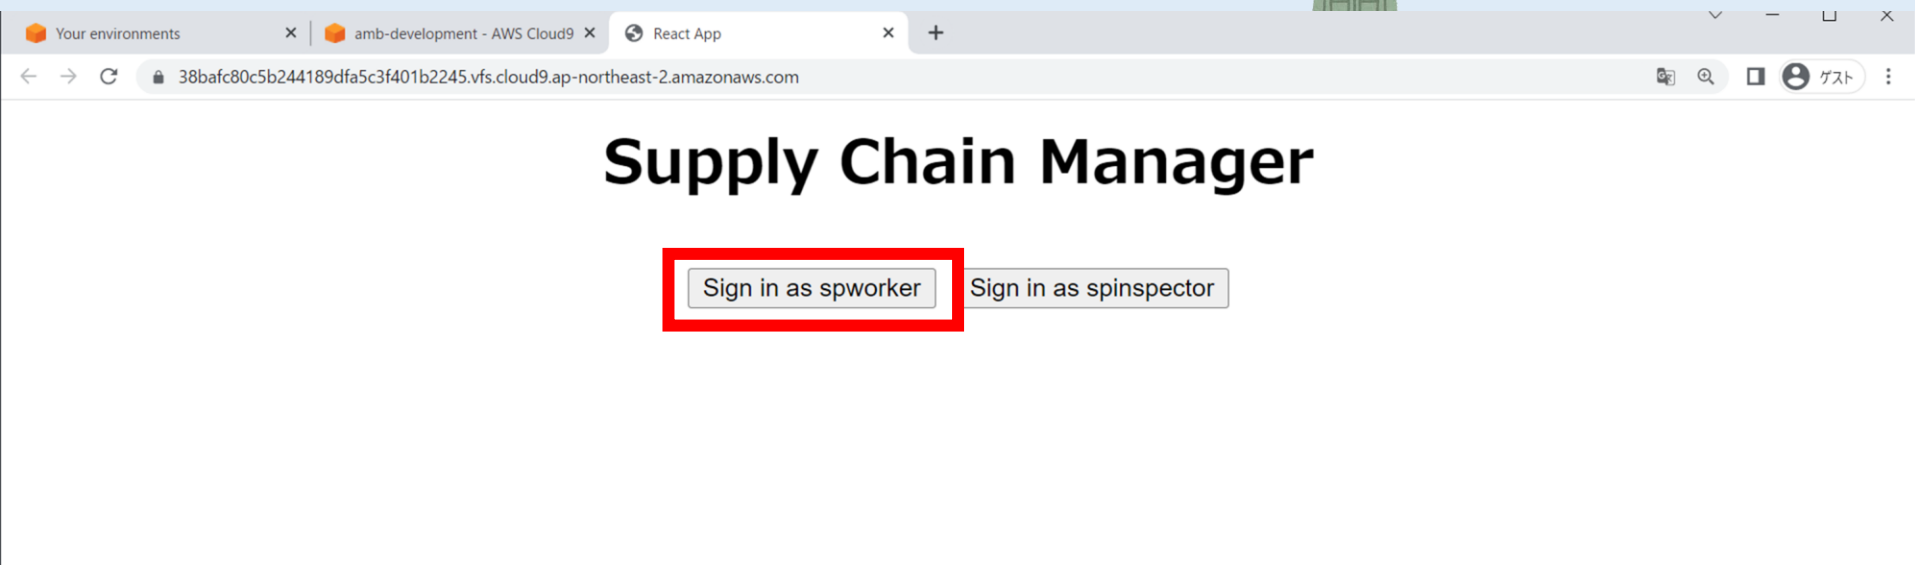 Your environments
amb-development - AWS Cloud9
React App
38bafc80c5b244189dfa5c3f401b2245.vfs.cloud9.ap-northeast-2.amazonaws.com
ゲスト
Supply Chain Manager
Sign in as spworker
Sign in as spinspector